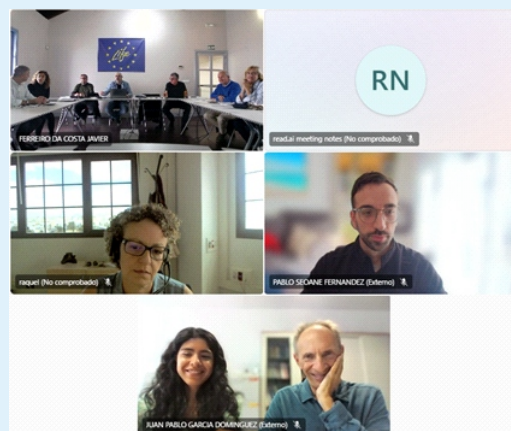 Life
FERREIRO DA COSTA JAVIER
RN
read.ai meeting notes (No comprobado)
raquel (No comprobado)
PABLO SEOANE FERNANDEZ (Externo)
JUAN PABLO GARCIA DOMINGUEZ (Externo)